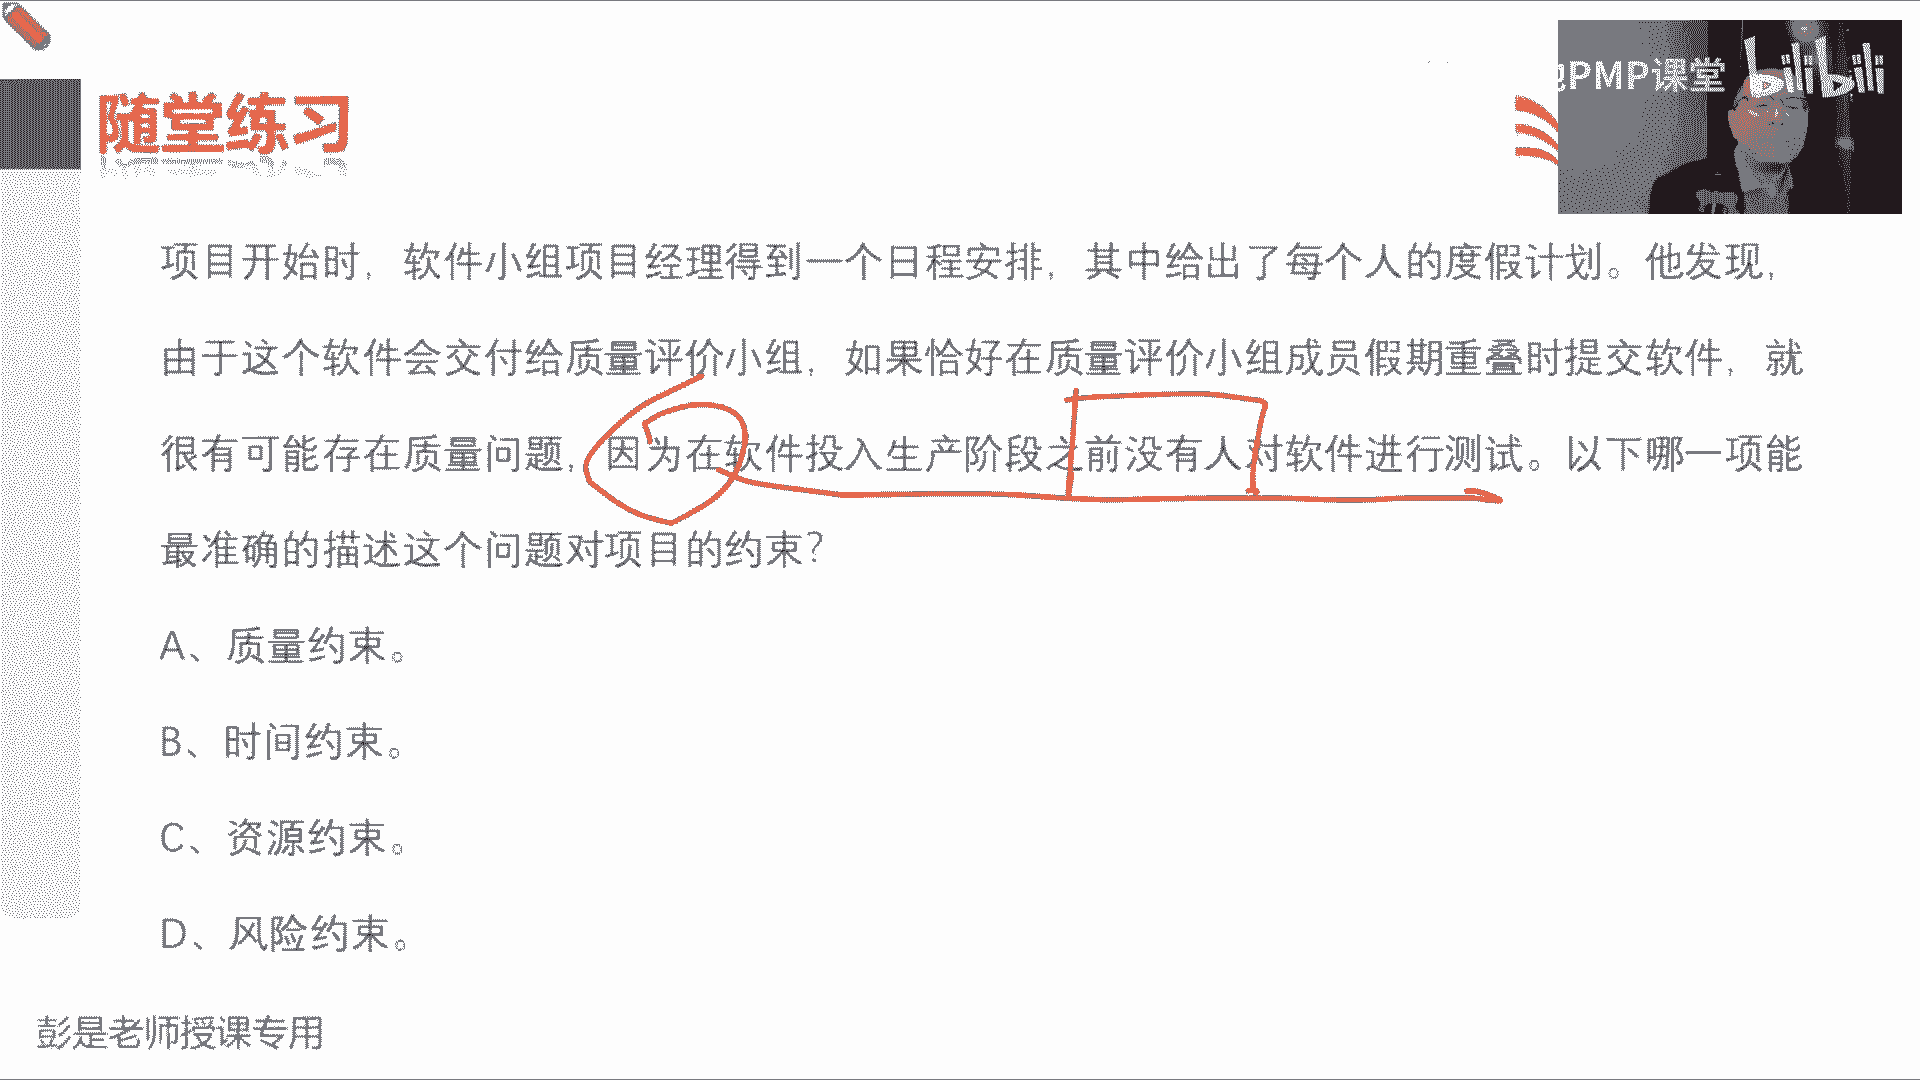 PMP课堂 bilibili
随堂练习
项目开始时，软件小组项目经理得到一个日程安排，其中给出了每个人的度假计划。他发现，
由于这个软件会交付给质量评价小组，如果恰好在质量评价小组成员假期重叠时提交软件，就
很有可能存在质量问题，因为在软件投入生产阶段之前没有人对软件进行测试。以下哪一项能
最准确的描述这个问题对项目的约束？
A、质量约束。
B、时间约束。
C、资源约束。
D、风险约束。
彭是老师授课专用